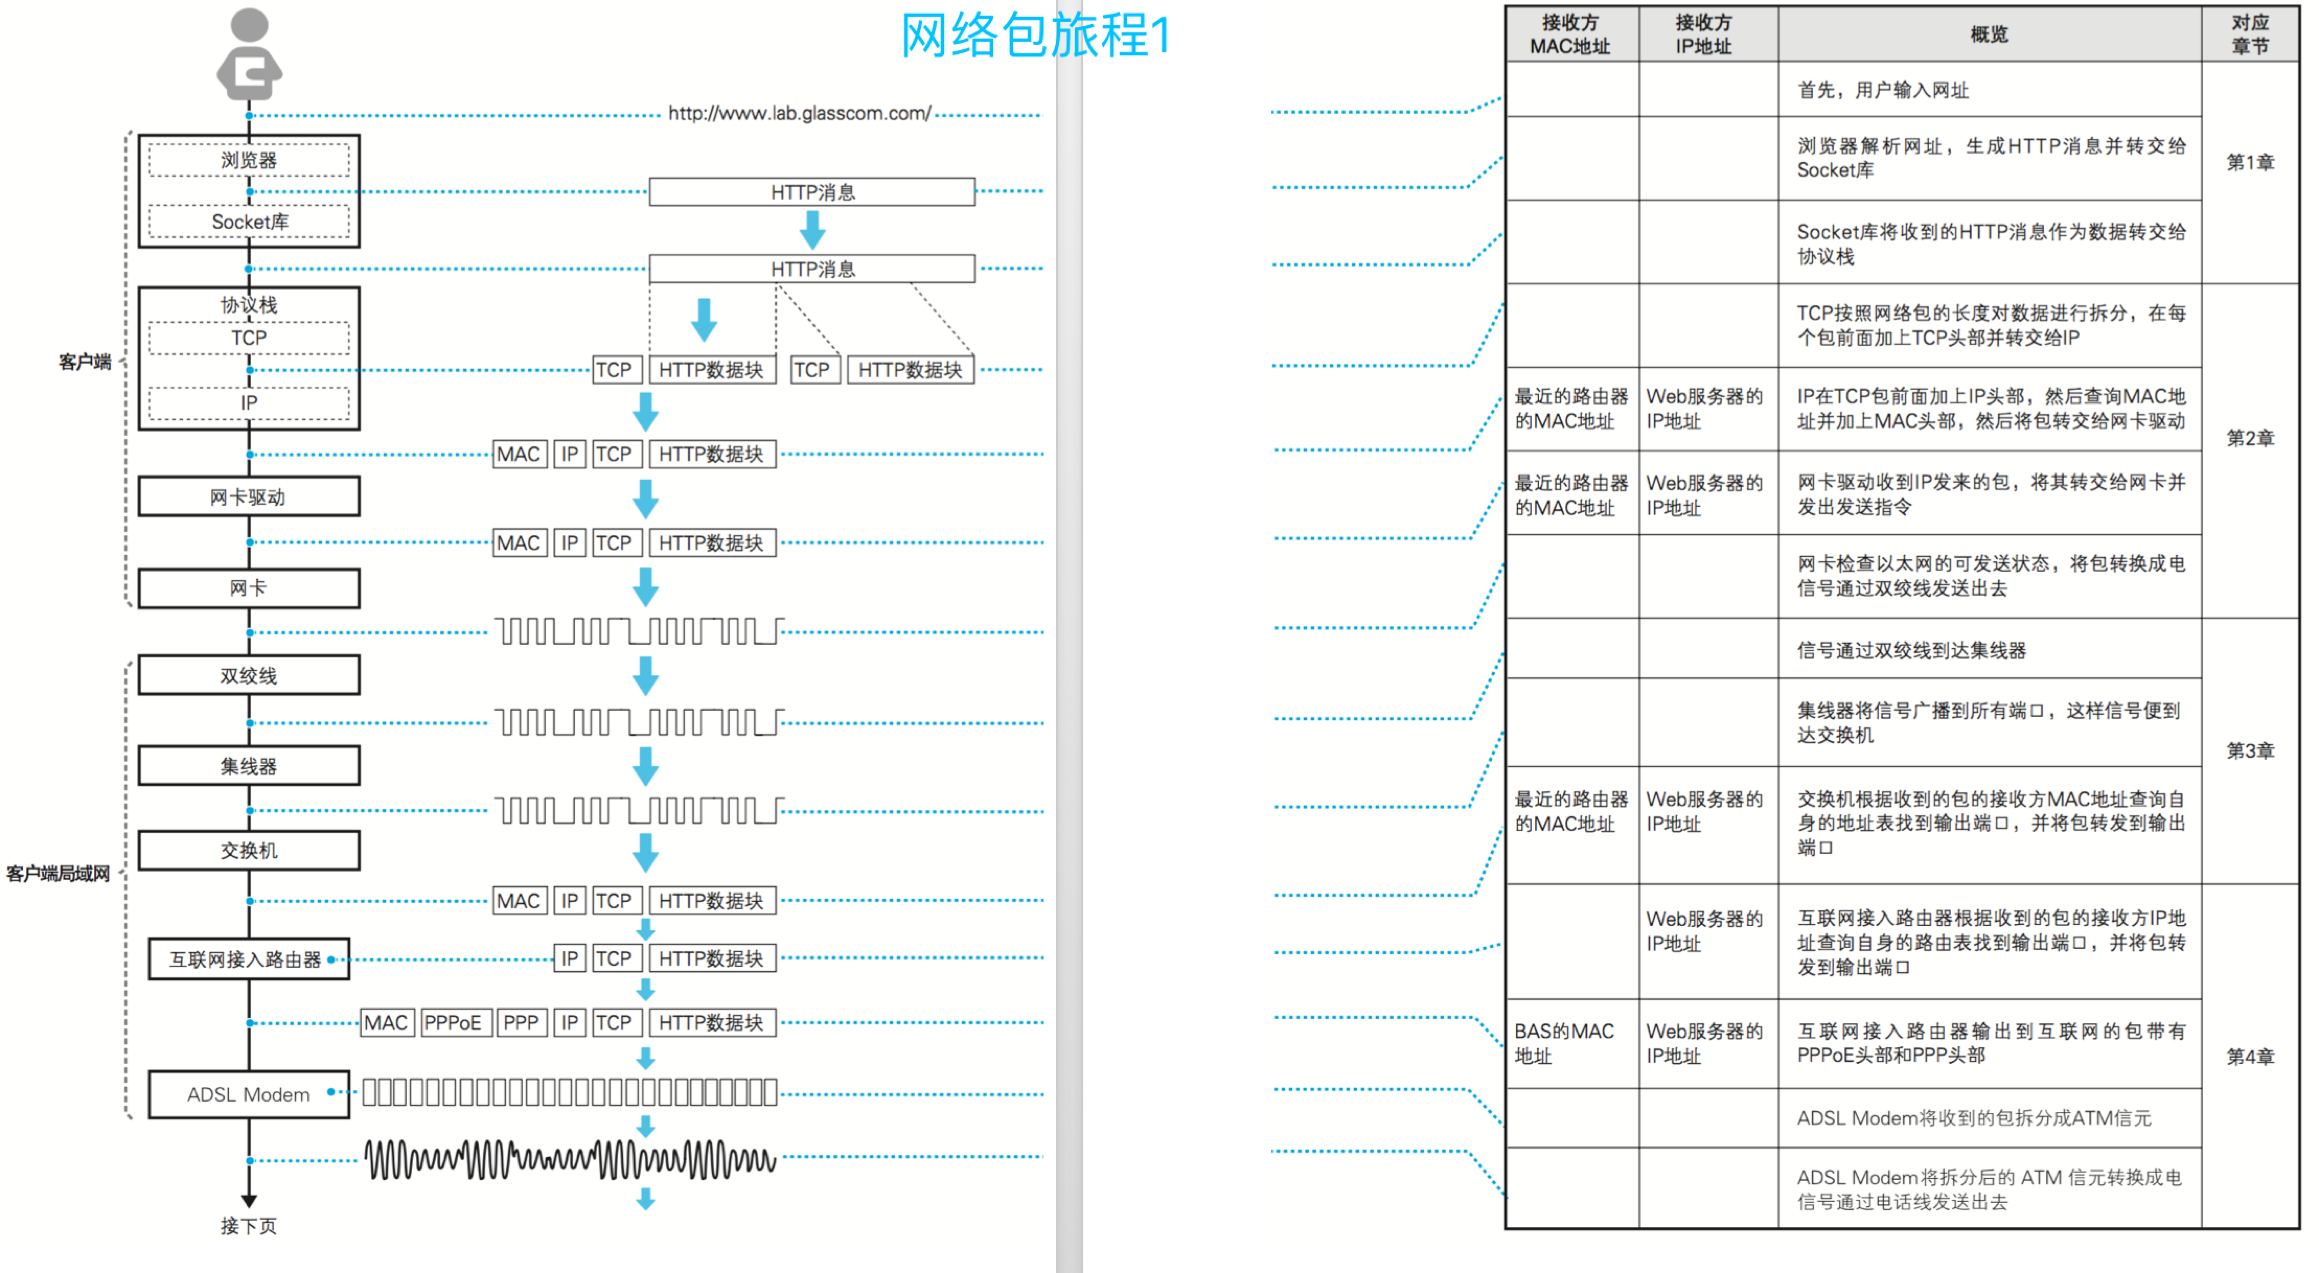 网络包旅程1
http://www.lab.glasscom.com/
客户端
浏览器
HTTP消息
Socket库
HTTP消息
协议栈
TCP
TCP HTTP数据块 TCP HTTP数据块
IP
MAC IP TCP HTTP数据块
网卡驱动
MAC IP TCP HTTP数据块
网卡
客户端局域网
双绞线
集线器
交换机
MAC IP TCP HTTP数据块
互联网接入路由器
IP TCP HTTP数据块
MAC PPPoE PPP IP TCP HTTP数据块
ADSL Modem
接下页
接收方
MAC地址
接收方
IP地址
概览
对应
章节
首先，用户输入网址
浏览器解析网址，生成HTTP消息并转交给
Socket库
Socket库将收到的HTTP消息作为数据转交给
协议栈
第1章
TCP按照网络包的长度对数据进行拆分，在每
个包前面加上TCP头部并转交给IP
最近的路由器
的MAC地址
Web服务器的
IP地址
IP在TCP包前面加上IP头部，然后查询MAC地
址并加上MAC头部，然后将包转交给网卡驱动
最近的路由器
的MAC地址
Web服务器的
IP地址
网卡驱动收到IP发来的包，将其转交给网卡并
发出发送指令
网卡检查以太网的可发送状态，将包转换成电
信号通过双绞线发送出去
第2章
信号通过双绞线到达集线器
集线器将信号广播到所有端口，这样信号便到
达交换机
最近的路由器
的MAC地址
Web服务器的
IP地址
交换机根据收到的包的接收方MAC地址查询自
身的地址表找到输出端口，并将包转发到输出
端口
第3章
Web服务器的
IP地址
互联网接入路由器根据收到的包的接收方IP地
址查询自身的路由表找到输出端口，并将包转
发到输出端口
BAS的MAC
地址
Web服务器的
IP地址
互联网接入路由器输出到互联网的包带有
PPPoE头部和PPP头部
ADSL Modem将收到的包拆分成ATM信元
ADSL Modem将拆分后的 ATM 信元转换成电
信号通过电话线发送出去
第4章